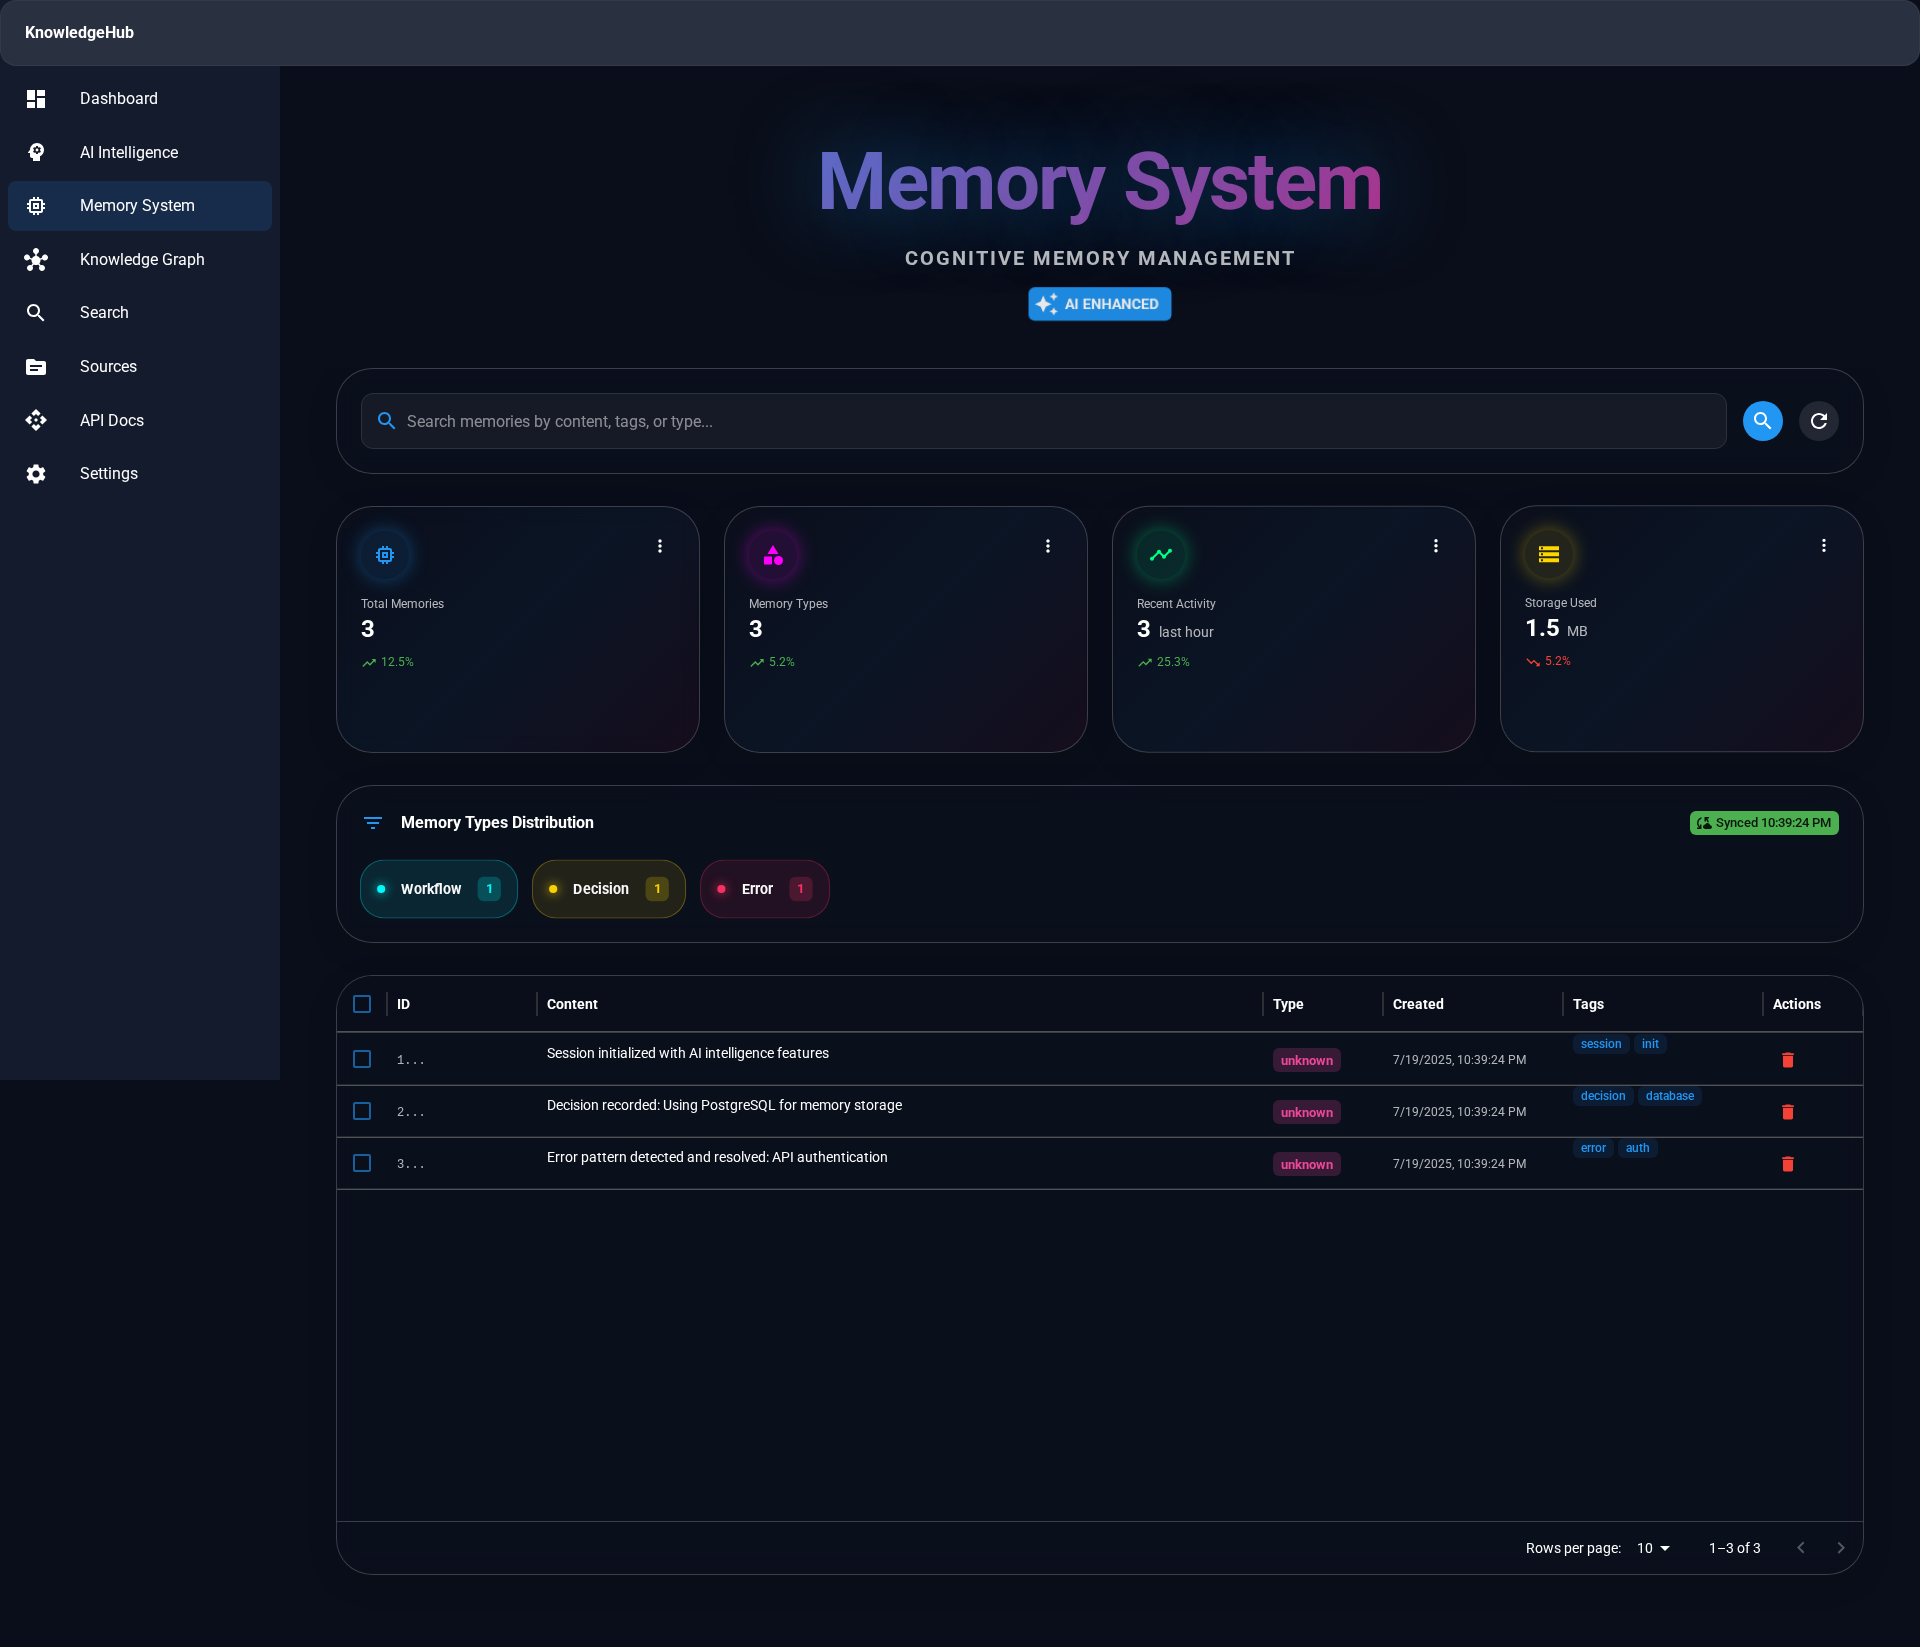 KnowledgeHub
Dashboard
AI Intelligence
Memory System
Knowledge Graph
Search
Sources
API Docs
Settings
Memory System
COGNITIVE MEMORY MANAGEMENT
AI ENHANCED
Search memories by content, tags, or type...
Total Memories
3
12.5%
Memory Types
3
5.2%
Recent Activity
3 last hour
25.3%
Storage Used
1.5 MB
5.2%
Memory Types Distribution
Synced 10:39:24 PM
Workflow 1
Decision 1
Error 1
ID Content Type Created Tags Actions
1... Session initialized with AI intelligence features unknown 7/19/2025, 10:39:24 PM session init
2... Decision recorded: Using PostgreSQL for memory storage unknown 7/19/2025, 10:39:24 PM decision database
3... Error pattern detected and resolved: API authentication unknown 7/19/2025, 10:39:24 PM error auth
Rows per page: 10 1–3 of 3